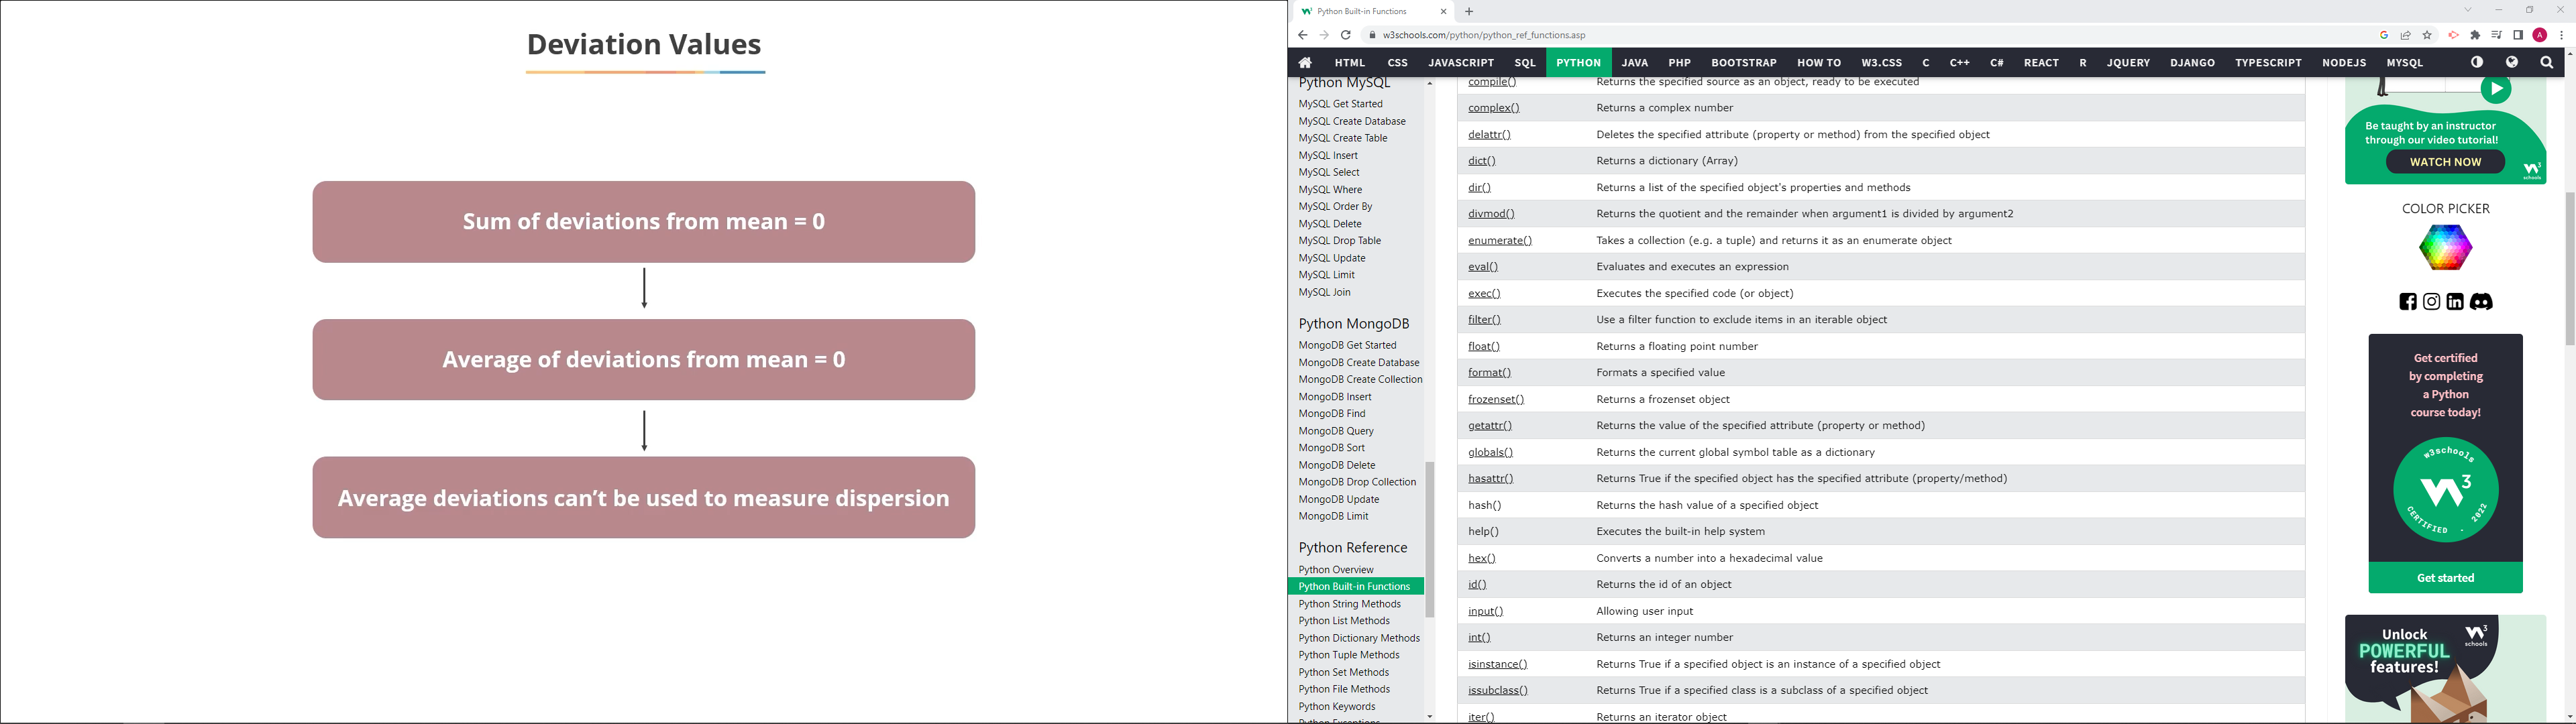 Deviation Values
Sum of deviations from mean = 0
Average of deviations from mean = 0
Average deviations can’t be used to measure dispersion
Python Built-in Functions
w3schools.com/python/python_ref_functions.asp
A
HTML CSS JAVASCRIPT SQL PYTHON JAVA PHP BOOTSTRAP HOW TO W3.CSS C C++ C# REACT R JQUERY DJANGO TYPESCRIPT NODEJS MYSQL
Python MySQL
MySQL Get Started
MySQL Create Database
MySQL Create Table
MySQL Insert
MySQL Select
MySQL Where
MySQL Order By
MySQL Delete
MySQL Drop Table
MySQL Update
MySQL Limit
MySQL Join
Python MongoDB
MongoDB Get Started
MongoDB Create Database
MongoDB Create Collection
MongoDB Insert
MongoDB Find
MongoDB Query
MongoDB Sort
MongoDB Delete
MongoDB Drop Collection
MongoDB Update
MongoDB Limit
Python Reference
Python Overview
Python Built-in Functions
Python String Methods
Python List Methods
Python Dictionary Methods
Python Tuple Methods
Python Set Methods
Python File Methods
Python Keywords
Python Exceptions
compile() Returns the specified source as an object, ready to be executed
complex() Returns a complex number
delattr() Deletes the specified attribute (property or method) from the specified object
dict() Returns a dictionary (Array)
dir() Returns a list of the specified object's properties and methods
divmod() Returns the quotient and the remainder when argument1 is divided by argument2
enumerate() Takes a collection (e.g. a tuple) and returns it as an enumerate object
eval() Evaluates and executes an expression
exec() Executes the specified code (or object)
filter() Use a filter function to exclude items in an iterable object
float() Returns a floating point number
format() Formats a specified value
frozenset() Returns a frozenset object
getattr() Returns the value of the specified attribute (property or method)
globals() Returns the current global symbol table as a dictionary
hasattr() Returns True if the specified object has the specified attribute (property/method)
hash() Returns the hash value of a specified object
help() Executes the built-in help system
hex() Converts a number into a hexadecimal value
id() Returns the id of an object
input() Allowing user input
int() Returns an integer number
isinstance() Returns True if a specified object is an instance of a specified object
issubclass() Returns True if a specified class is a subclass of a specified object
iter() Returns an iterator object
Be taught by an instructor
through our video tutorial!
WATCH NOW
schools
COLOR PICKER
Get certified
by completing
a Python
course today!
w3schools
3
CERTIFIED - 2022
Get started
Unlock
POWERFUL
features!
3
schools